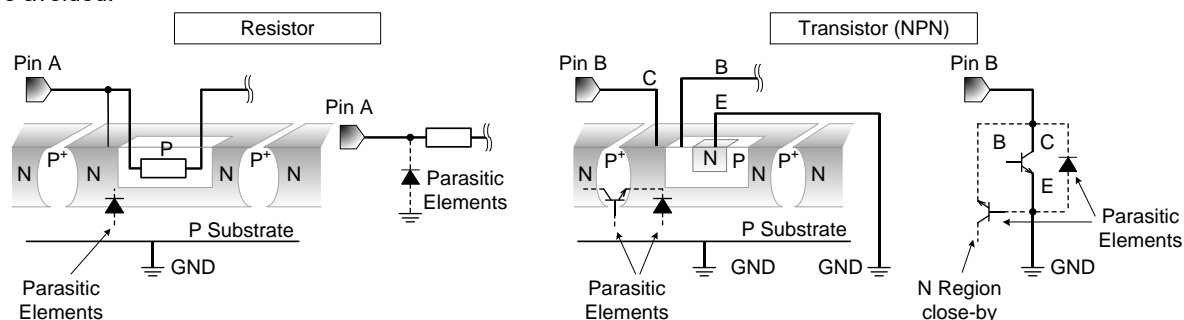 Resistor
Transistor (NPN)
Pin A
Pin A
P
N
P+
N
N
P+
N
Parasitic
Elements
P Substrate
GND
Parasitic
Elements
Pin B
C
B
E
N
P+
N
N
P
N
P+
N
P Substrate
GND
GND
Parasitic
Elements
Pin B
B
C
E
Parasitic
Elements
GND
N Region
close-by